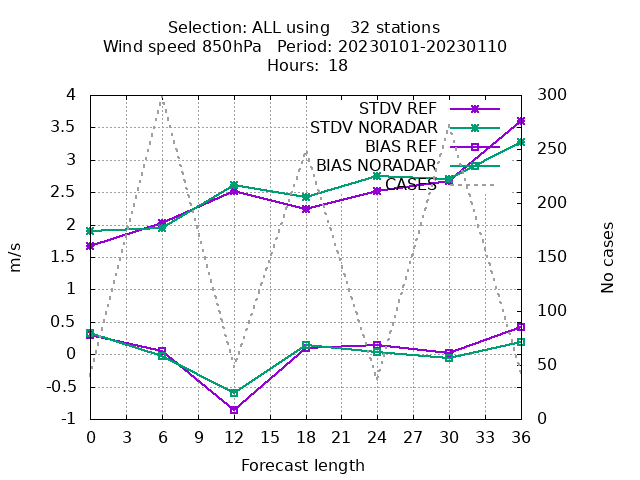 Selection: ALL using    32 stations
Wind speed 850hPa   Period: 20230101-20230110
Hours:  18
4 300
STDV REF
3.5 STDV NORADAR
BIAS REF 250
3 BIAS NORADAR
2.5 CASES
200
2
1.5 150
m/s
No cases
1 100
0.5
0 50
-0.5
-1 0
0 3 6 9 12 15 18 21 24 27 30 33 36
Forecast length